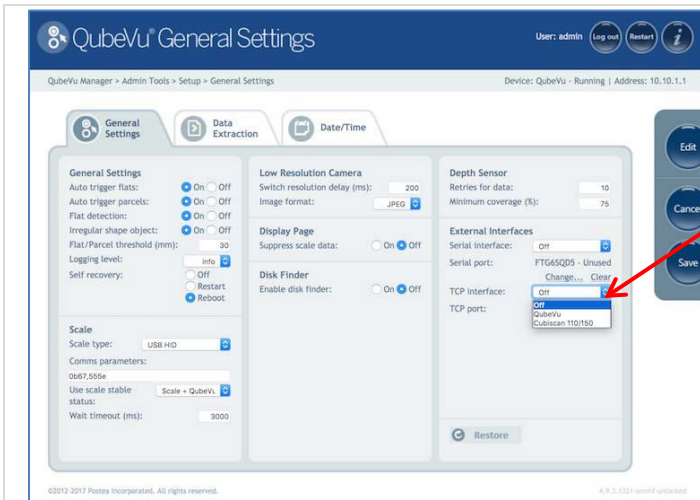 QubeVu® General Settings
User: admin
Log out
Restart
i
QubeVu Manager > Admin Tools > Setup > General Settings
Device: QubeVu - Running | Address: 10.10.1.1
General Settings
Data Extraction
Date/Time
General Settings
Auto trigger flats: On Off
Auto trigger parcels: On Off
Flat detection: On Off
Irregular shape object: On Off
Flat/Parcel threshold (mm): 30
Logging level: info
Self recovery: Off
Restart
Reboot
Scale
Scale type: USB HID
Comms parameters:
0b67,555e
Use scale stable status: Scale + QubeVu
Wait timeout (ms): 3000
Low Resolution Camera
Switch resolution delay (ms): 200
Image format: JPEG
Display Page
Suppress scale data: On Off
Disk Finder
Enable disk finder: On Off
Depth Sensor
Retries for data: 10
Minimum coverage (%): 75
External Interfaces
Serial interface: Off
Serial port: FTG6SQD5 - Unused
Change... Clear
TCP interface: Off
Off
QubeVu
Cubiscan 110/150
TCP port:
Restore
Edit
Cance
Save
©2012-2017 Postea Incorporated. All rights reserved.
4.9.3.1321-armhf-unlocked